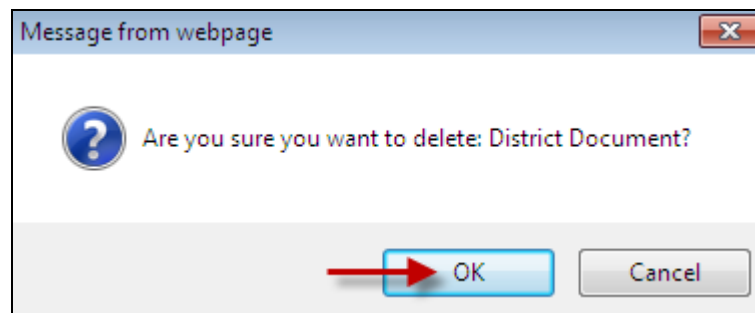 Message from webpage
Are you sure you want to delete: District Document?
OK Cancel